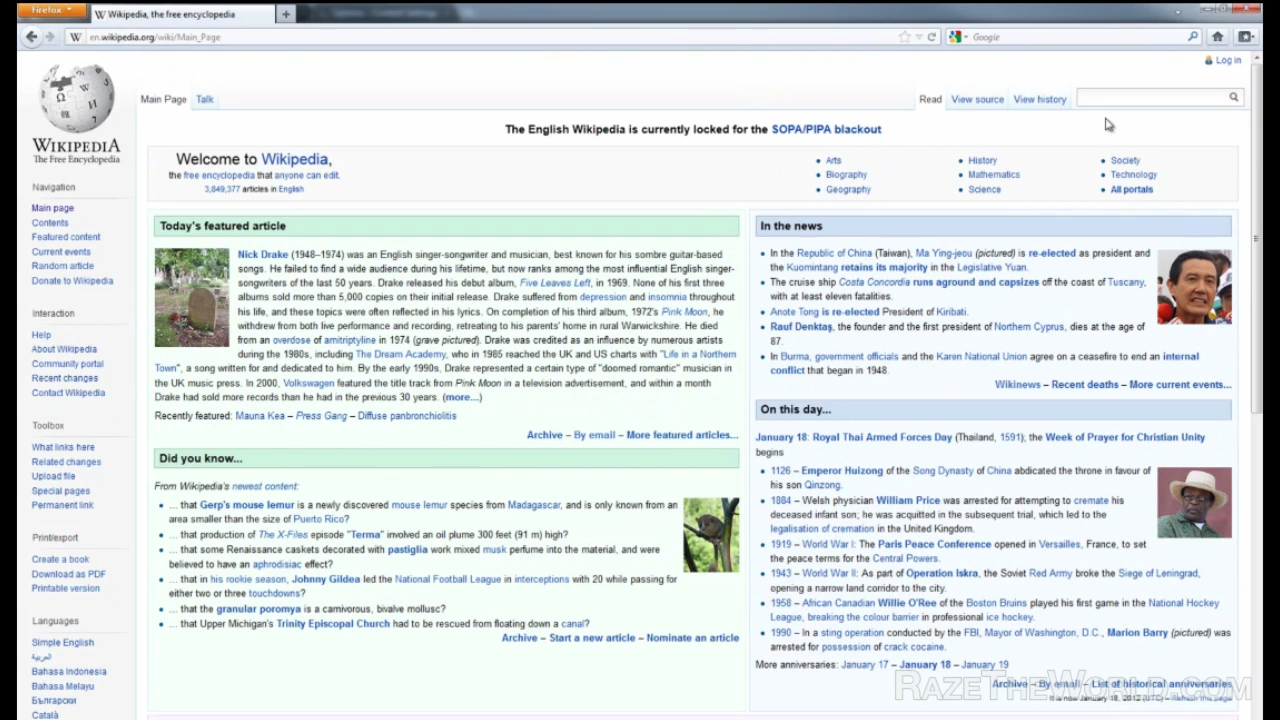 Firefox
Wikipedia, the free encyclopedia
en.wikipedia.org/wiki/Main_Page
Google
Log in
Main Page Talk
Read View source View history
WIKIPEDIA
The Free Encyclopedia
The English Wikipedia is currently locked for the SOPA/PIPA blackout
Welcome to Wikipedia,
the free encyclopedia that anyone can edit.
3,849,377 articles in English
Arts
Biography
Geography
History
Mathematics
Science
Society
Technology
All portals
Navigation
Main page
Contents
Featured content
Current events
Random article
Donate to Wikipedia
Interaction
Help
About Wikipedia
Community portal
Recent changes
Contact Wikipedia
Toolbox
What links here
Related changes
Upload file
Special pages
Permanent link
Print/export
Create a book
Download as PDF
Printable version
Languages
Simple English
العربية
Bahasa Indonesia
Bahasa Melayu
Български
Català
Today's featured article
Nick Drake (1948–1974) was an English singer-songwriter and musician, best known for his sombre guitar-based
songs. He failed to find a wide audience during his lifetime, but now ranks among the most influential English singer-
songwriters of the last 50 years. Drake released his debut album, Five Leaves Left, in 1969. None of his first three
albums sold more than 5,000 copies on their initial release. Drake suffered from depression and insomnia throughout
his life, and these topics were often reflected in his lyrics. On completion of his third album, 1972's Pink Moon, he
withdrew from both live performance and recording, retreating to his parents' home in rural Warwickshire. He died
from an overdose of amitriptyline in 1974 (grave pictured). Drake was credited as an influence by numerous artists
during the 1980s, including The Dream Academy, who in 1985 reached the UK and US charts with "Life in a Northern
Town", a song written for and dedicated to him. By the early 1990s, Drake represented a certain type of "doomed romantic" musician in
the UK music press. In 2000, Volkswagen featured the title track from Pink Moon in a television advertisement, and within a month
Drake had sold more records than he had in the previous 30 years. (more...)
Recently featured: Mauna Kea – Press Gang – Diffuse panbronchiolitis
Archive – By email – More featured articles...
Did you know...
From Wikipedia's newest content:
... that Gerp's mouse lemur is a newly discovered mouse lemur species from Madagascar, and is only known from an
area smaller than the size of Puerto Rico?
... that production of The X-Files episode "Terma" involved an oil plume 300 feet (91 m) high?
... that some Renaissance caskets decorated with pastiglia work mixed musk perfume into the material, and were
believed to have an aphrodisiac effect?
... that in his rookie season, Johnny Gildea led the National Football League in interceptions with 20 while passing for
either two or three touchdowns?
... that the granular poromya is a carnivorous, bivalve mollusc?
... that Upper Michigan's Trinity Episcopal Church had to be rescued from floating down a canal?
Archive – Start a new article – Nominate an article
In the news
In the Republic of China (Taiwan), Ma Ying-jeou (pictured) is re-elected as president and
the Kuomintang retains its majority in the Legislative Yuan.
The cruise ship Costa Concordia runs aground and capsizes off the coast of Tuscany,
with at least eleven fatalities.
Anote Tong is re-elected President of Kiribati.
Rauf Denktaş, the founder and the first president of Northern Cyprus, dies at the age of
87.
In Burma, government officials and the Karen National Union agree on a ceasefire to end an internal
conflict that began in 1948.
Wikinews – Recent deaths – More current events...
On this day...
January 18: Royal Thai Armed Forces Day (Thailand, 1591); the Week of Prayer for Christian Unity
begins
1126 – Emperor Huizong of the Song Dynasty of China abdicated the throne in favour of
his son Qinzong.
1884 – Welsh physician William Price was arrested for attempting to cremate his
deceased infant son; he was acquitted in the subsequent trial, which led to the
legalisation of cremation in the United Kingdom.
1919 – World War I: The Paris Peace Conference opened in Versailles, France, to set
the peace terms for the Central Powers.
1943 – World War II: As part of Operation Iskra, the Soviet Red Army broke the Siege of Leningrad,
opening a narrow land corridor to the city.
1958 – African Canadian Willie O'Ree of the Boston Bruins played his first game in the National Hockey
League, breaking the colour barrier in professional ice hockey.
1990 – In a sting operation conducted by the FBI, Mayor of Washington, D.C., Marion Barry (pictured) was
arrested for possession of crack cocaine.
More anniversaries: January 17 – January 18 – January 19
Archive – By email – List of historical anniversaries
It is now January 18, 2012 (UTC) – Refresh this page
RAZETHEWORLD.COM